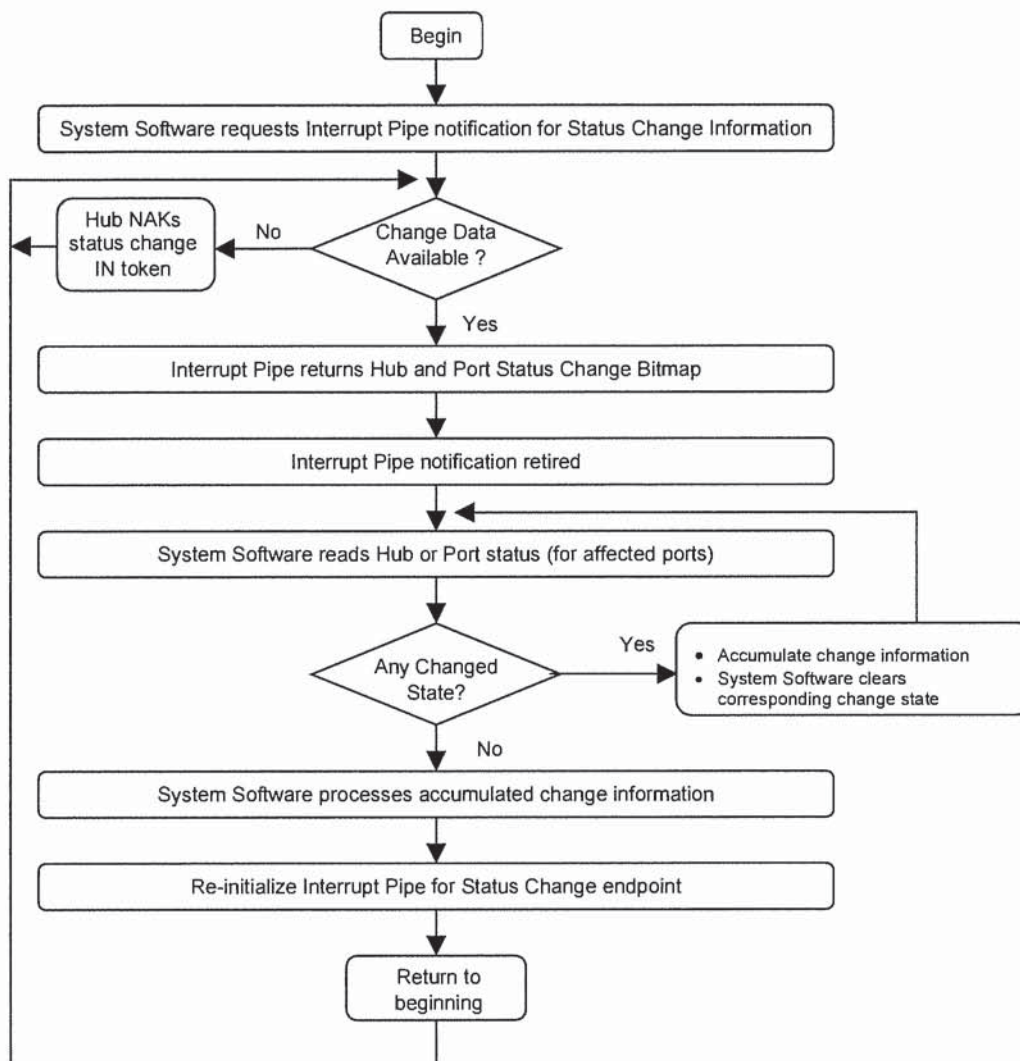 Begin
System Software requests Interrupt Pipe notification for Status Change Information
Hub NAKs
status change
IN token
No
Change Data
Available ?
Yes
Interrupt Pipe returns Hub and Port Status Change Bitmap
Interrupt Pipe notification retired
System Software reads Hub or Port status (for affected ports)
Any Changed
State?
Yes
• Accumulate change information
• System Software clears
corresponding change state
No
System Software processes accumulated change information
Re-initialize Interrupt Pipe for Status Change endpoint
Return to
beginning